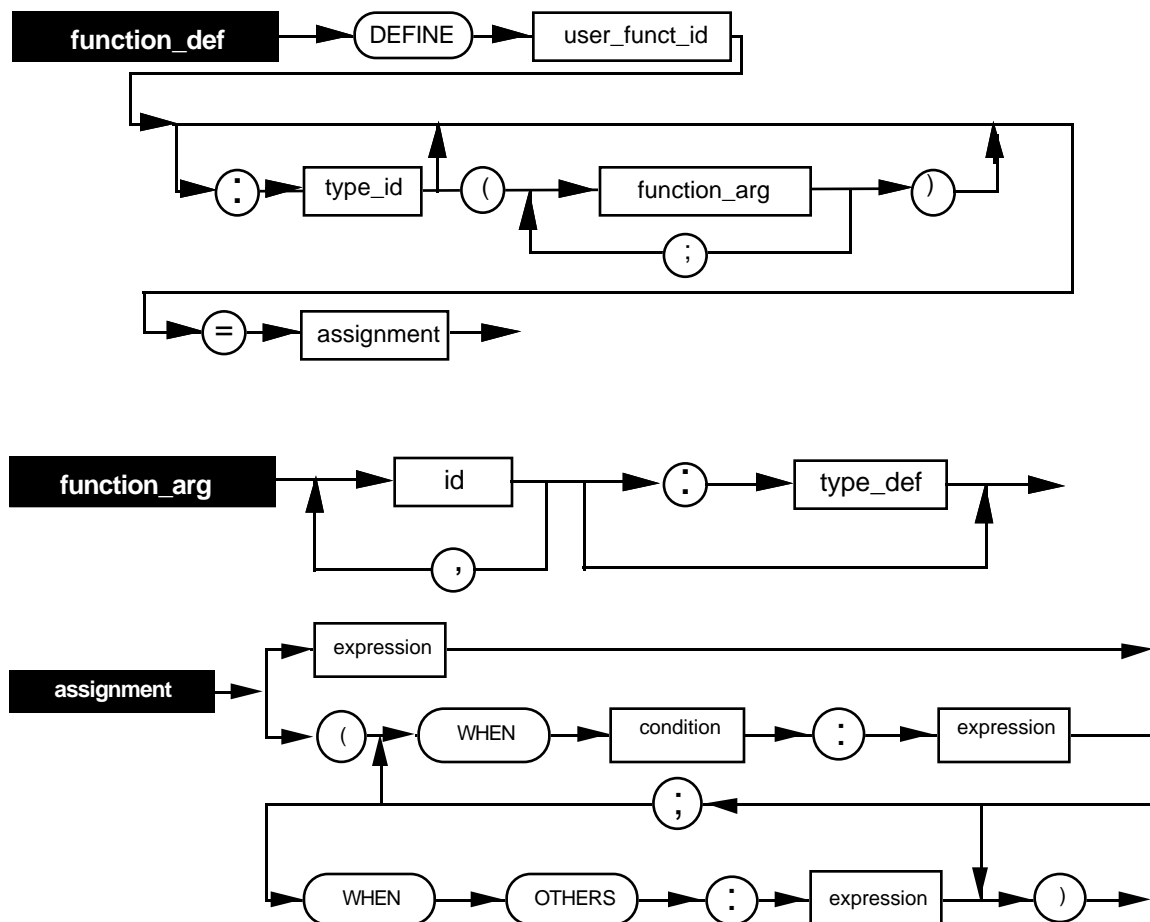 function_def DEFINE user_funct_id
: type_id ( function_arg )
;
= assignment
function_arg id : type_def
,
expression
assignment
( WHEN condition : expression
;
WHEN OTHERS : expression )